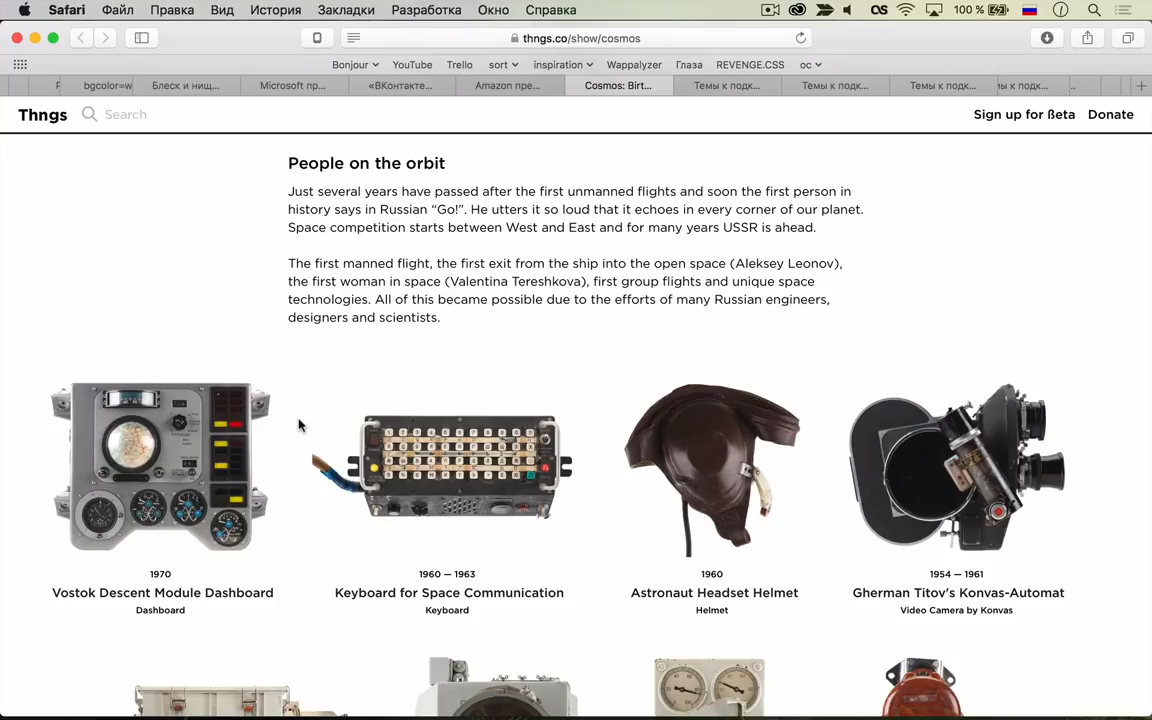 Safari Файл Правка Вид История Закладки Разработка Окно Справка 100 %
thngs.co/show/cosmos
Bonjour YouTube Trello sort inspiration Wappalyzer Глаза REVENGE.CSS ос
bgcolor=w Блеск и нищ... Microsoft пр... «ВКонтакте... Amazon пре... Cosmos: Birt... Темы к подк... Темы к подк... Темы к подк... мы к подк...
Thngs Search Sign up for ßeta Donate
People on the orbit
Just several years have passed after the first unmanned flights and soon the first person in
history says in Russian “Go!”. He utters it so loud that it echoes in every corner of our planet.
Space competition starts between West and East and for many years USSR is ahead.
The first manned flight, the first exit from the ship into the open space (Aleksey Leonov),
the first woman in space (Valentina Tereshkova), first group flights and unique space
technologies. All of this became possible due to the efforts of many Russian engineers,
designers and scientists.
1970 1960 — 1963 1960 1954 — 1961
Vostok Descent Module Dashboard Keyboard for Space Communication Astronaut Headset Helmet Gherman Titov's Konvas-Automat
Dashboard Keyboard Helmet Video Camera by Konvas